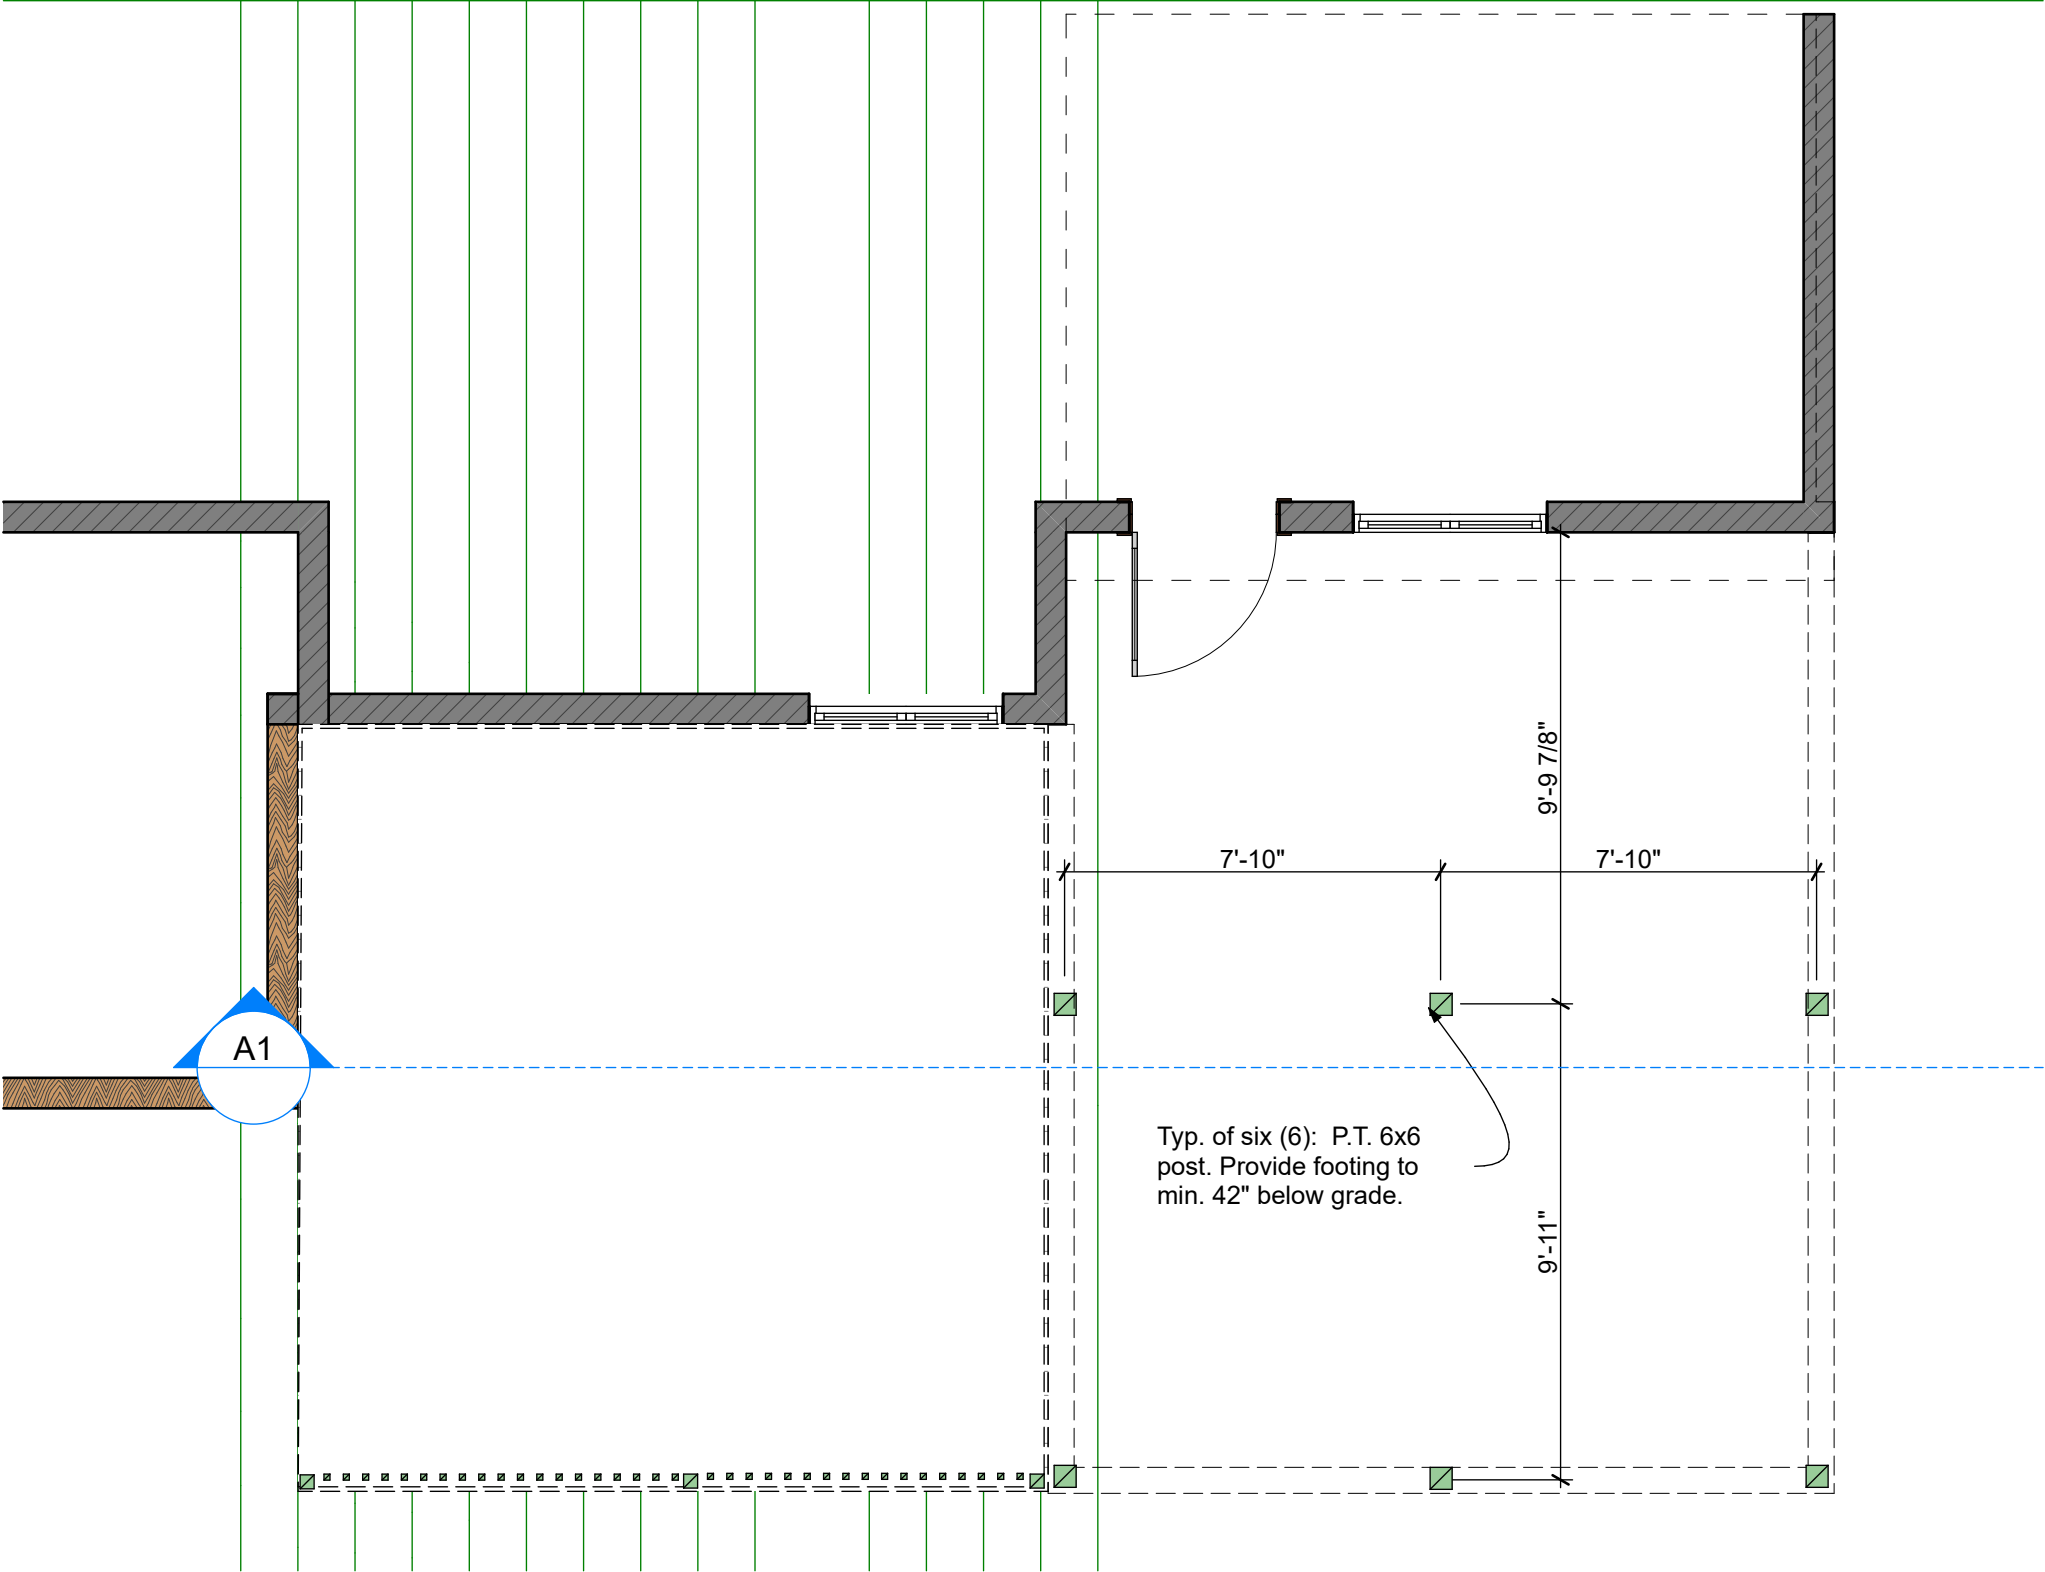 9'-9 7/8"
7'-10"
7'-10"
A1
Typ. of six (6):  P.T. 6x6
post. Provide footing to
min. 42" below grade.
9'-11"